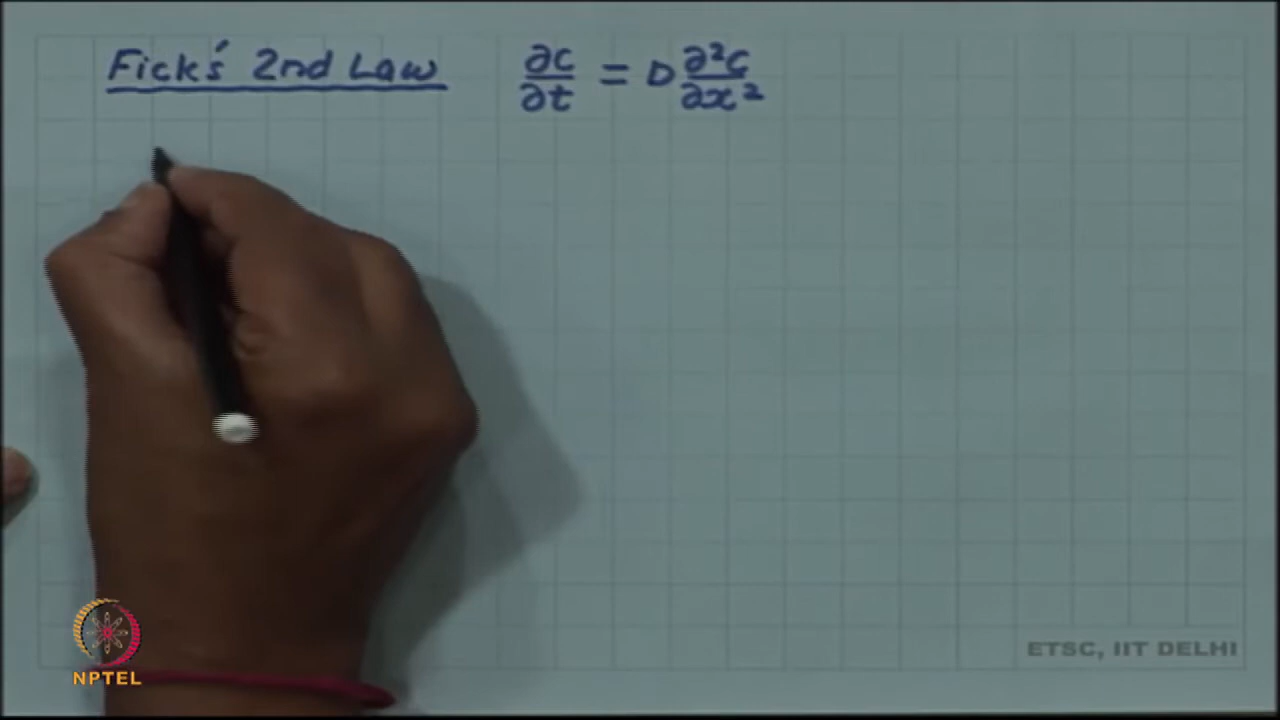 Fick's 2nd Law ∂c/∂t = D ∂²c/∂x²
NPTEL
ETSC, IIT DELHI